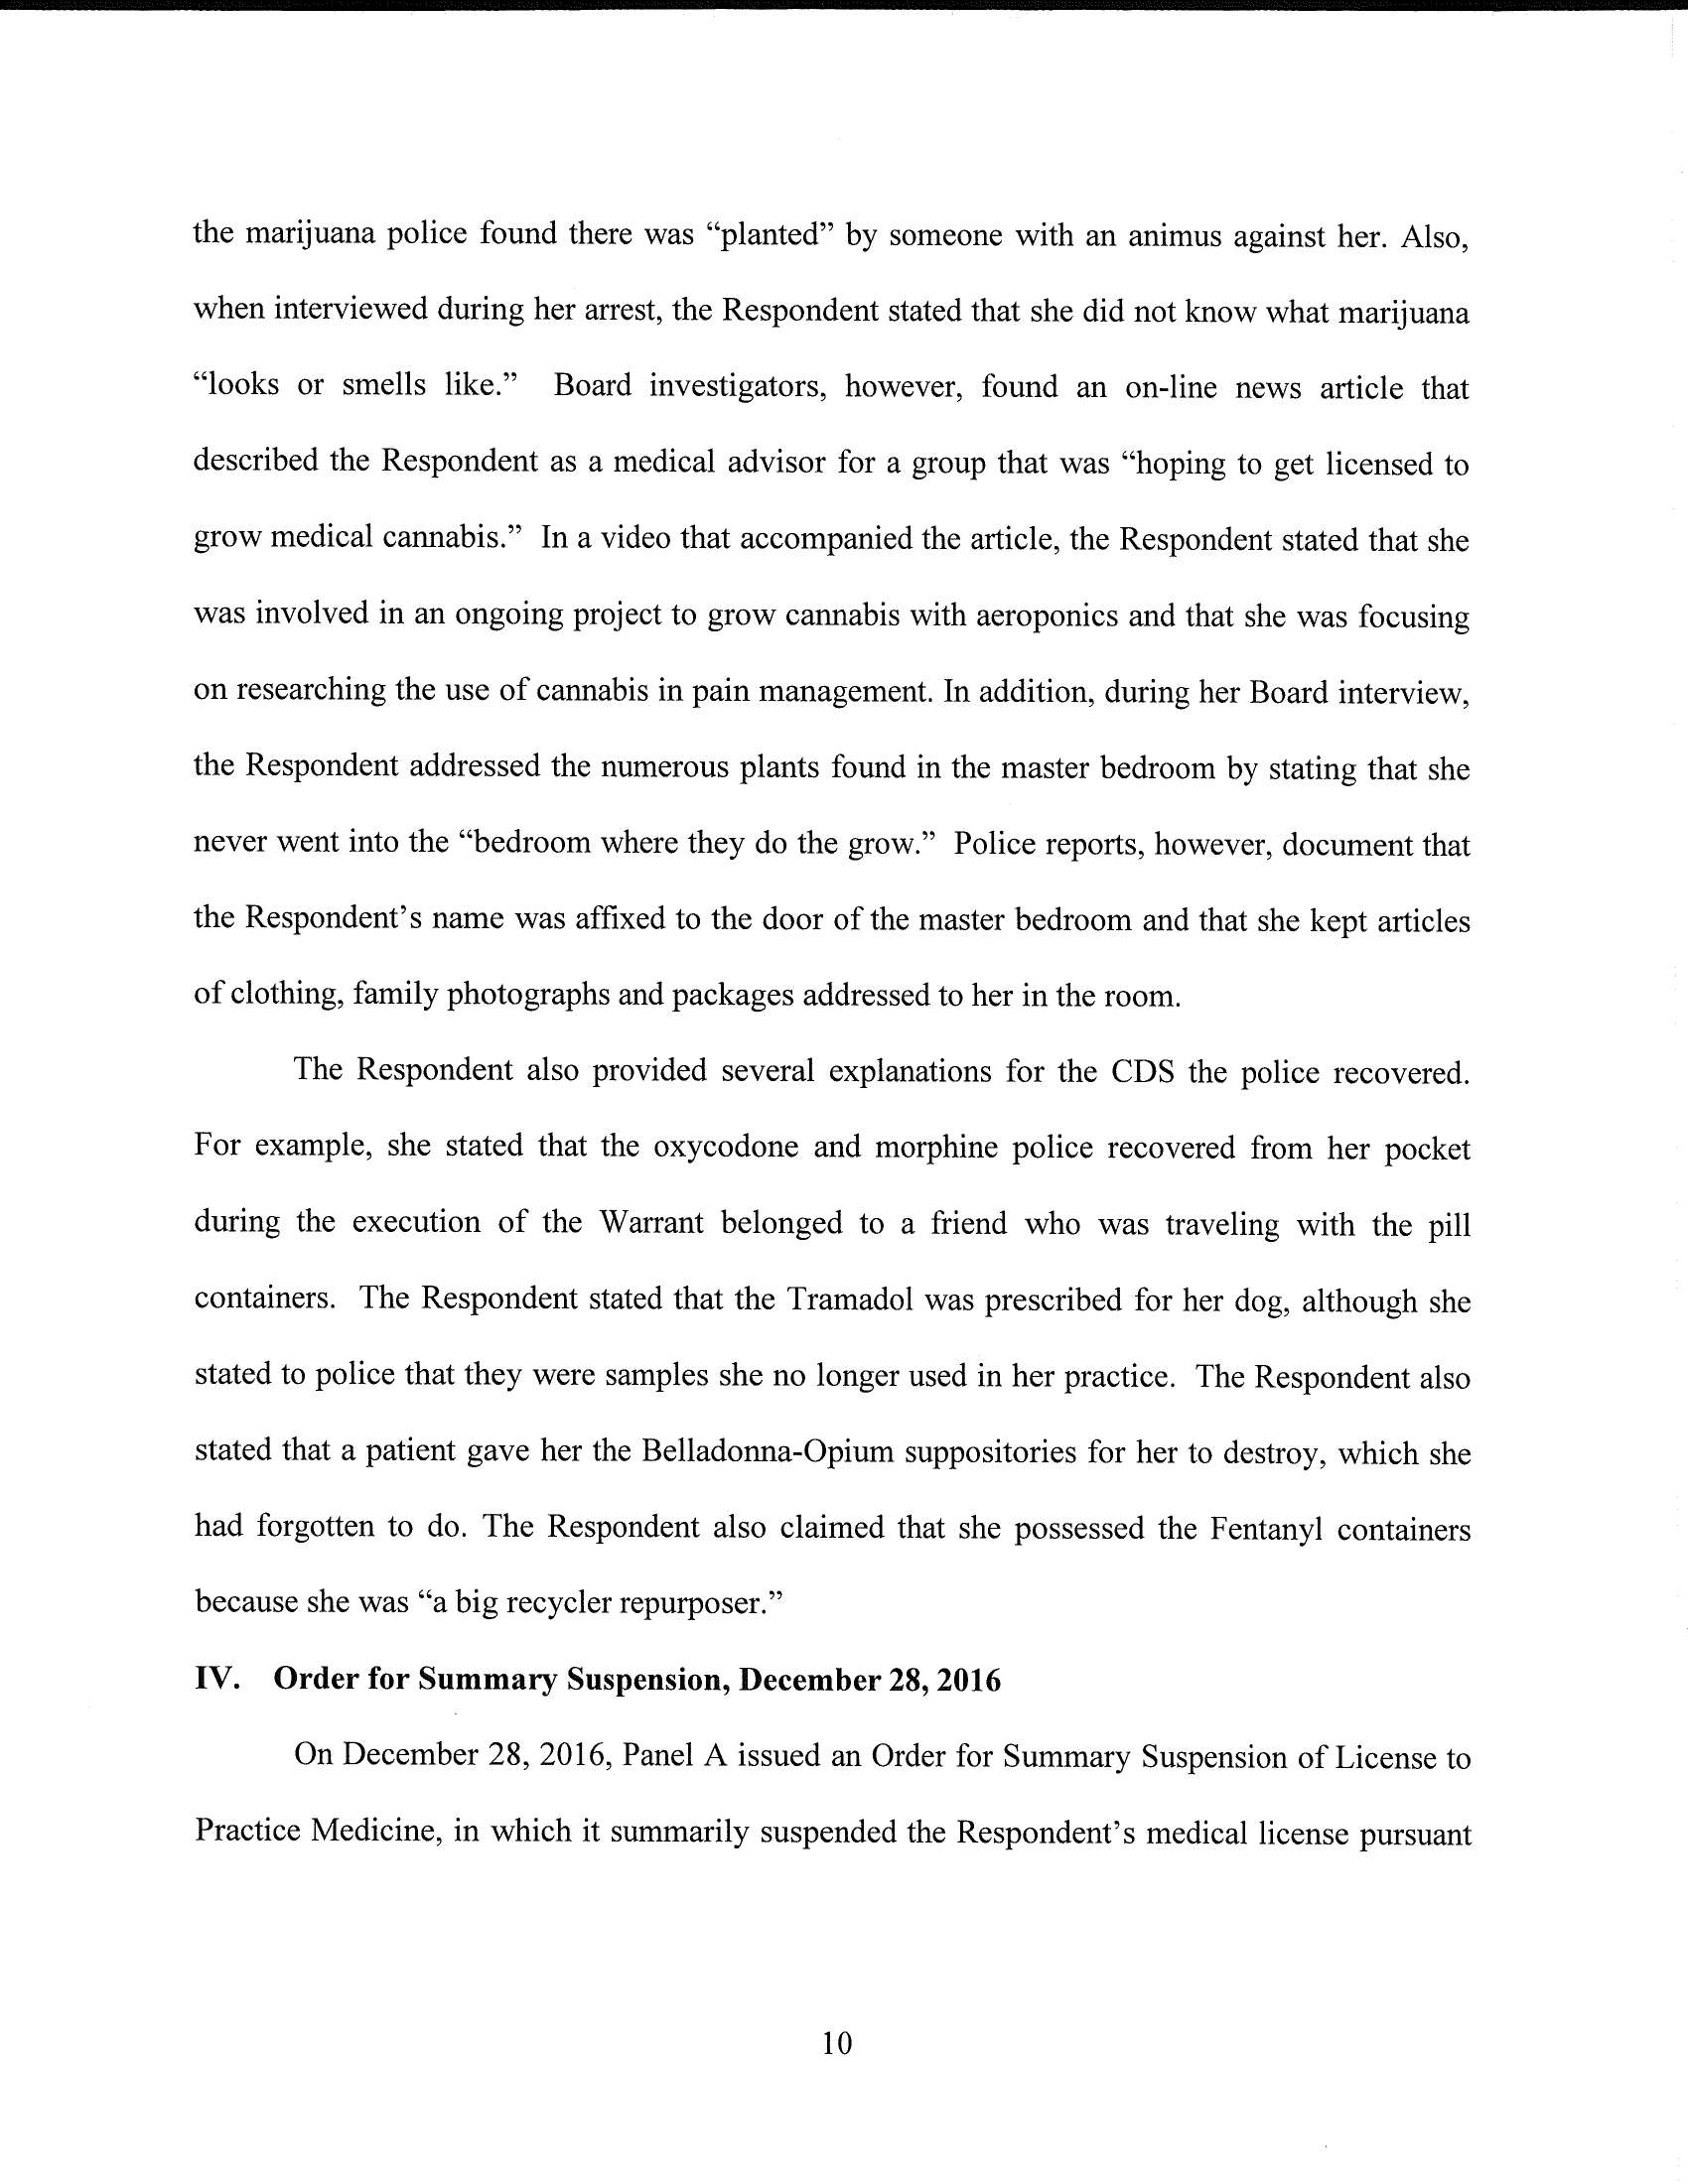 the marijuana police found there was “planted” by someone with an animus against her. Also,
when interviewed during her arrest, the Respondent stated that she did not know what marijuana
“looks or smells like.” Board investigators, however, found an on-line news article that
described the Respondent as a medical advisor for a group that was “hoping to get licensed to
grow medical cannabis.” In a video that accompanied the article, the Respondent stated that she
was involved in an ongoing project to grow cannabis with aeroponics and that she was focusing
on researching the use of cannabis in pain management. In addition, during her Board interview,
the Respondent addressed the numerous plants found in the master bedroom by stating that she
never went into the “bedroom where they do the grow.” Police reports, however, document that
the Respondent’s name was affixed to the door of the master bedroom and that she kept articles
of clothing, family photographs and packages addressed to her in the room.
The Respondent also provided several explanations for the CDS the police recovered.
For example, she stated that the oxycodone and morphine police recovered from her pocket
during the execution of the Warrant belonged to a friend who was traveling with the pill
containers. The Respondent stated that the Tramadol was prescribed for her dog, although she
stated to police that they were samples she no longer used in her practice. The Respondent also
stated that a patient gave her the Belladonna-Opium suppositories for her to destroy, which she
had forgotten to do. The Respondent also claimed that she possessed the Fentanyl containers
because she was “a big recycler repurposer.”
IV. Order for Summary Suspension, December 28, 2016
On December 28, 2016, Panel A issued an Order for Summary Suspension of License to
Practice Medicine, in which it summarily suspended the Respondent’s medical license pursuant
10